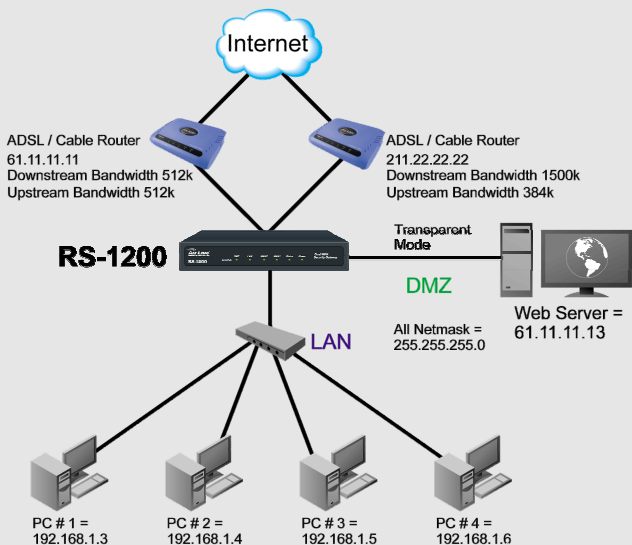 Internet
ADSL / Cable Router
61.11.11.11
Downstream Bandwidth 512k
Upstream Bandwidth 512k
ADSL / Cable Router
211.22.22.22
Downstream Bandwidth 1500k
Upstream Bandwidth 384k
RS-1200
RS-1200
Transparent
Mode
DMZ
Web Server =
61.11.11.13
All Netmask =
255.255.255.0
LAN
PC # 1 =
192.168.1.3
PC # 2 =
192.168.1.4
PC # 3 =
192.168.1.5
PC # 4 =
192.168.1.6